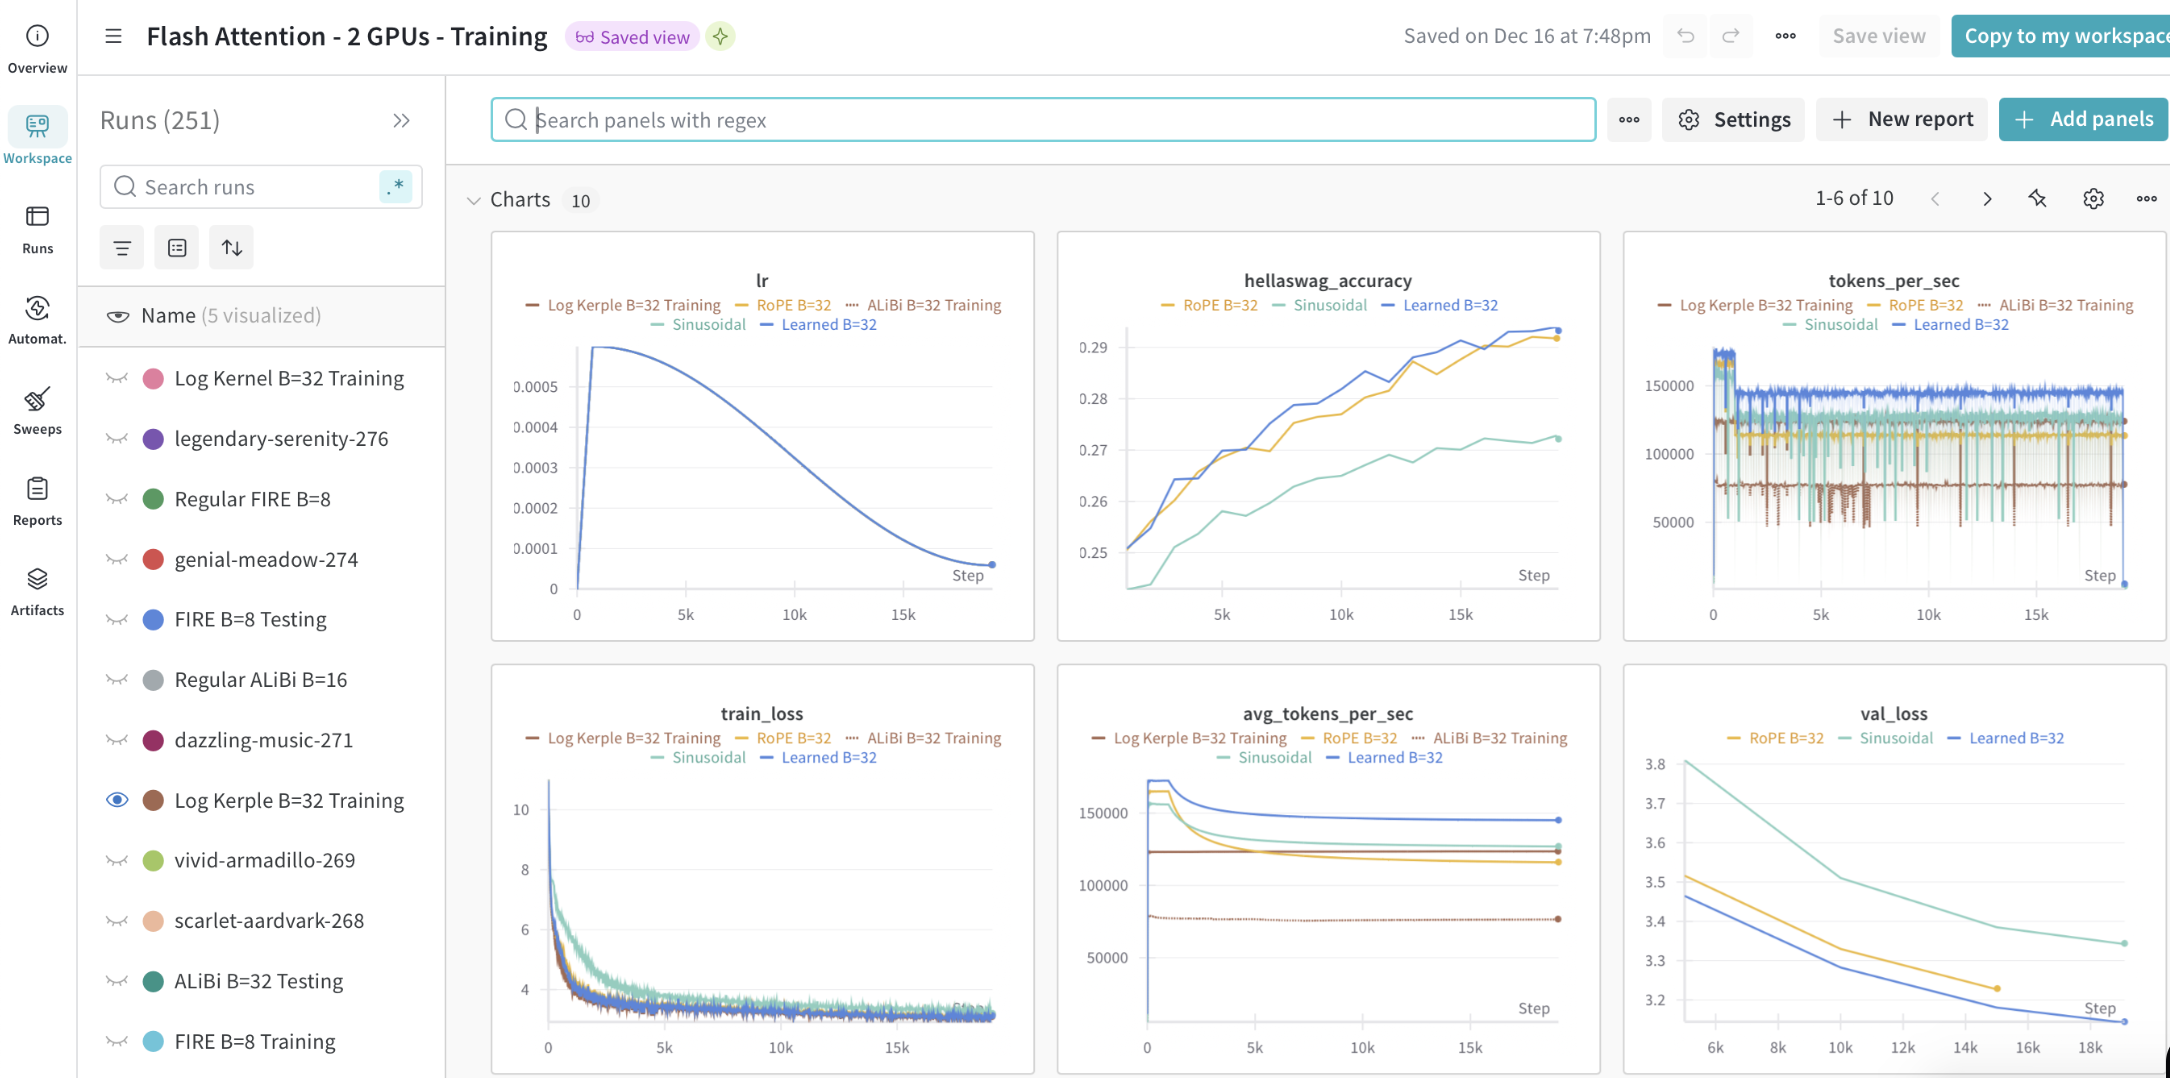 Flash Attention - 2 GPUs - Training
Saved view
Saved on Dec 16 at 7:48pm
Save view
Copy to my workspace
Overview
Workspace
Runs
Automat.
Sweeps
Reports
Artifacts
Runs (251)
Search runs
.*
Name (5 visualized)
Log Kernel B=32 Training
legendary-serenity-276
Regular FIRE B=8
genial-meadow-274
FIRE B=8 Testing
Regular ALiBi B=16
dazzling-music-271
Log Kerple B=32 Training
vivid-armadillo-269
scarlet-aardvark-268
ALiBi B=32 Testing
FIRE B=8 Training
Search panels with regex
Settings
New report
Add panels
Charts 10
1-6 of 10
lr
Log Kerple B=32 Training RoPE B=32 ALiBi B=32 Training
Sinusoidal Learned B=32
0.0005
0.0004
0.0003
0.0002
0.0001
0
Step
0 5k 10k 15k
hellaswag_accuracy
RoPE B=32 Sinusoidal Learned B=32
0.29
0.28
0.27
0.26
0.25
Step
5k 10k 15k
tokens_per_sec
Log Kerple B=32 Training RoPE B=32 ALiBi B=32 Training
Sinusoidal Learned B=32
150000
100000
50000
Step
0 5k 10k 15k
train_loss
Log Kerple B=32 Training RoPE B=32 ALiBi B=32 Training
Sinusoidal Learned B=32
10
8
6
4
Step
0 5k 10k 15k
avg_tokens_per_sec
Log Kerple B=32 Training RoPE B=32 ALiBi B=32 Training
Sinusoidal Learned B=32
150000
100000
50000
Step
0 5k 10k 15k
val_loss
RoPE B=32 Sinusoidal Learned B=32
3.8
3.7
3.6
3.5
3.4
3.3
3.2
Step
6k 8k 10k 12k 14k 16k 18k